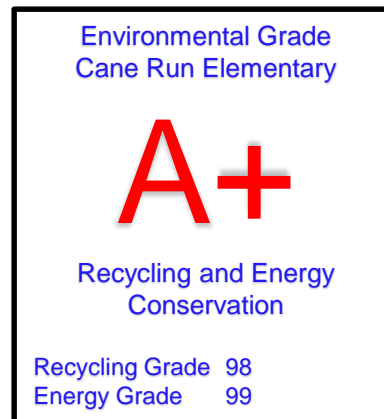 Environmental Grade
Cane Run Elementary
A+
Recycling and Energy
Conservation
Recycling Grade 98
Energy Grade 99